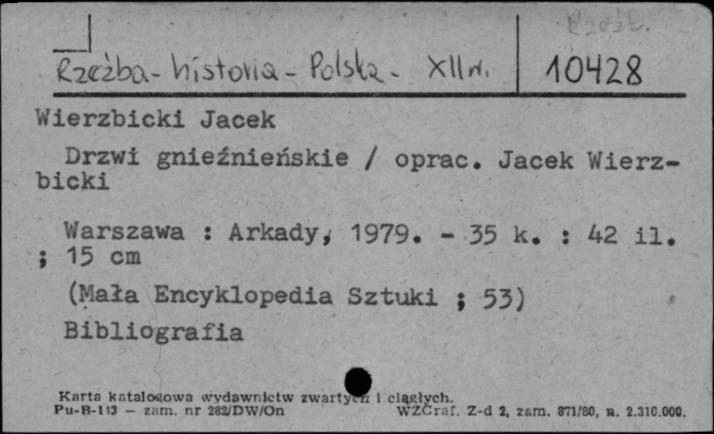 Rzeźb.
Rzeźba - historia - Polska - XII w. 10428
Wierzbicki Jacek
Drzwi gnieźnieńskie / oprac. Jacek Wierz-
bicki
Warszawa : Arkady, 1979. - 35 k. : 42 il.
; 15 cm
(Mała Encyklopedia Sztuki ; 53)
Bibliografia
Karta katalogowa wydawnictw zwartych i ciągłych.
Pu-B-113 — zam. nr 282/DW/On WZGraf. Z-d 2, zam. 871/80, n. 2.310.000.